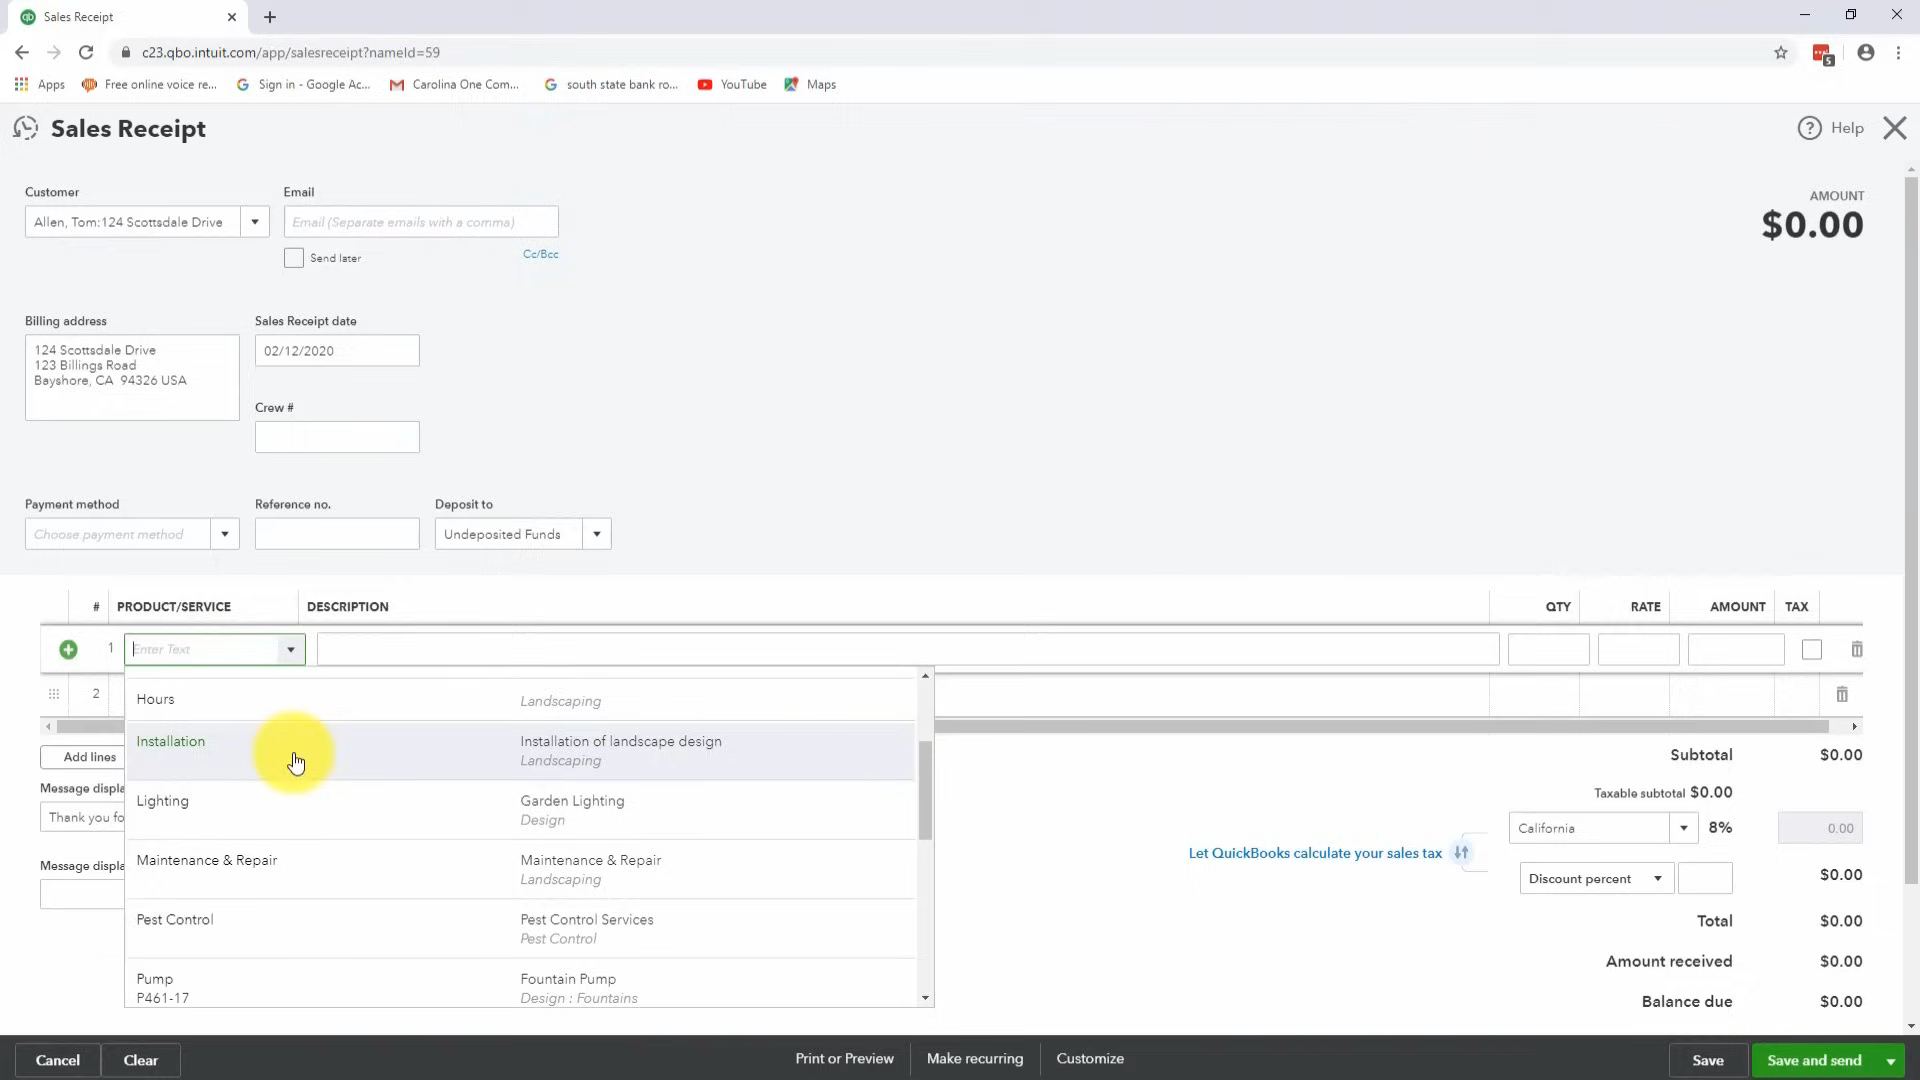 Sales Receipt
c23.qbo.intuit.com/app/salesreceipt?nameId=59
5
Apps
Free online voice re...
Sign in - Google Ac...
Carolina One Com...
south state bank ro...
YouTube
Maps
Sales Receipt
Help
Customer
Email
AMOUNT
Allen, Tom:124 Scottsdale Drive
Email (Separate emails with a comma)
$0.00
Send later
Cc/Bcc
Billing address
Sales Receipt date
124 Scottsdale Drive
123 Billings Road
Bayshore, CA 94326 USA
02/12/2020
Crew #
Payment method
Reference no.
Deposit to
Choose payment method
Undeposited Funds
# PRODUCT/SERVICE DESCRIPTION QTY RATE AMOUNT TAX
1 Enter Text
2
Hours Landscaping
Installation Installation of landscape design
Landscaping
Lighting Garden Lighting
Design
Maintenance & Repair Maintenance & Repair
Landscaping
Pest Control Pest Control Services
Pest Control
Pump Fountain Pump
P461-17 Design : Fountains
Add lines
Message displa
Thank you fo
Message displa
Subtotal $0.00
Taxable subtotal $0.00
California 8% 0.00
Let QuickBooks calculate your sales tax
Discount percent $0.00
Total $0.00
Amount received $0.00
Balance due $0.00
Cancel Clear Print or Preview Make recurring Customize Save Save and send